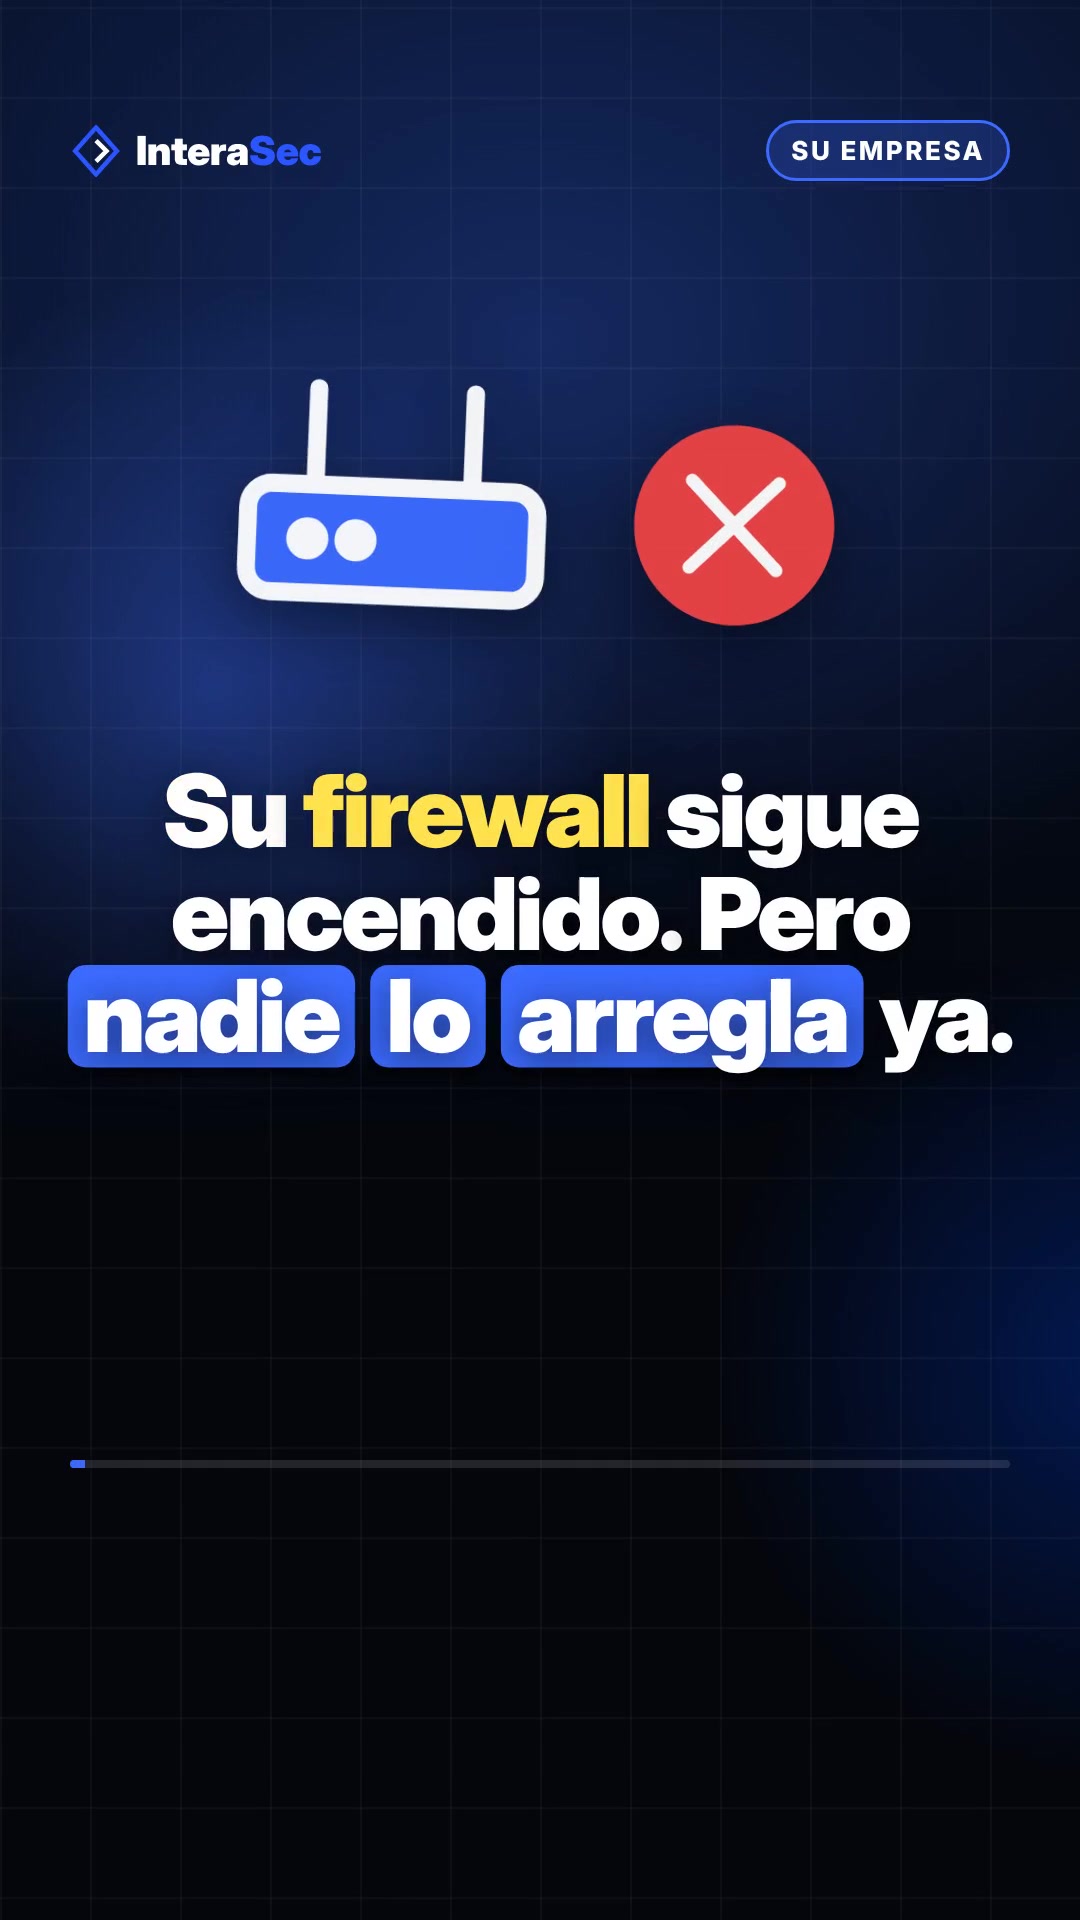 InteraSec
SU EMPRESA
Su firewall sigue
encendido. Pero
nadie lo arregla ya.